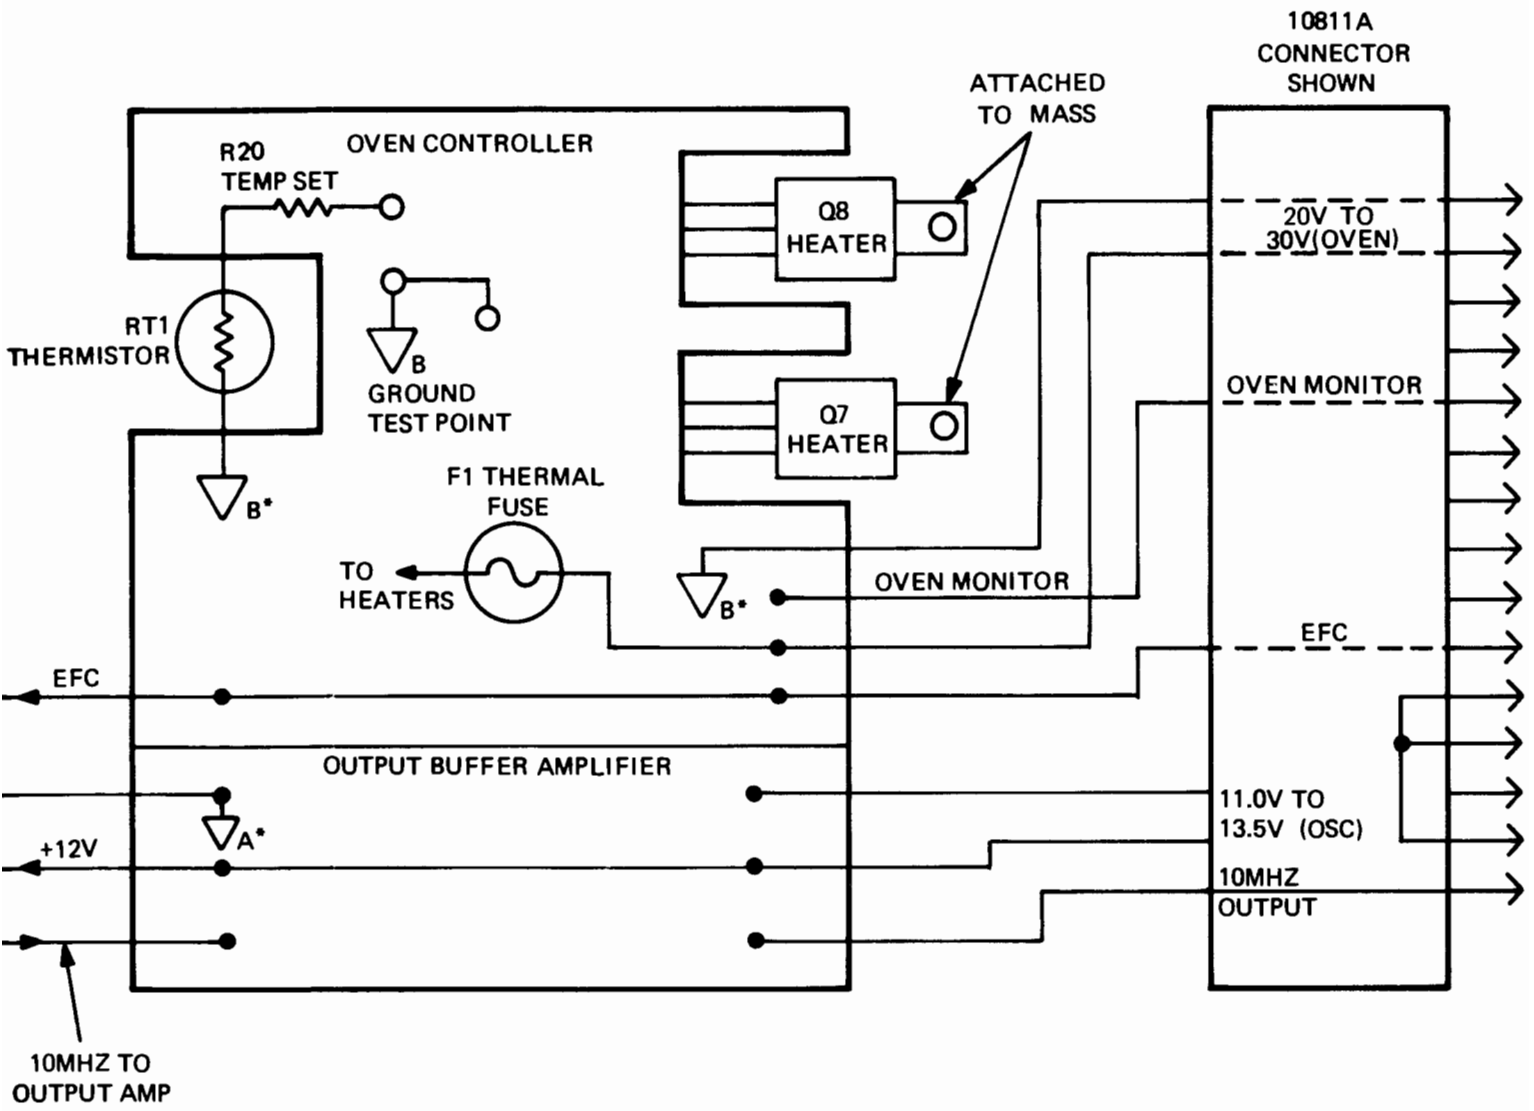 10811A
CONNECTOR
SHOWN
ATTACHED
TO MASS
OVEN CONTROLLER
R20
TEMP SET
Q8
HEATER
20V TO
30V(OVEN)
RT1
THERMISTOR
B
GROUND
TEST POINT
OVEN MONITOR
Q7
HEATER
F1 THERMAL
FUSE
B*
TO
HEATERS
OVEN MONITOR
B*
EFC
EFC
OUTPUT BUFFER AMPLIFIER
11.0V TO
13.5V (OSC)
A*
+12V
10MHZ
OUTPUT
10MHZ TO
OUTPUT AMP